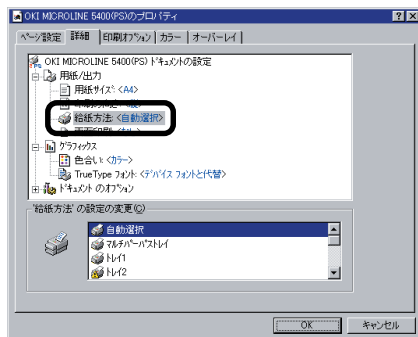 OKI MICROLINE 5400(PS)のプロパティ
ページ設定 詳細 印刷オプション カラー オーバーレイ
OKI MICROLINE 5400(PS) ドキュメントの設定
用紙/出力
用紙サイズ: <A4>
給紙方法: <自動選択>
グラフィックス
色合い: <カラー>
TrueType フォント: <デバイス フォントと代替>
ドキュメント のオプション
'給紙方法' の設定の変更(C)
自動選択
マルチパーパストレイ
トレイ1
トレイ2
OK キャンセル